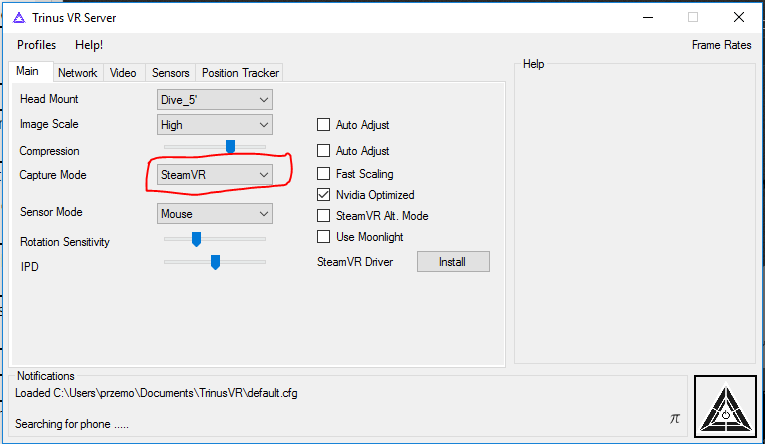 Trinus VR Server
Profiles Help! Frame Rates
Main Network Video Sensors Position Tracker
Help
Head Mount Dive_5'
Image Scale High Auto Adjust
Compression Auto Adjust
Capture Mode SteamVR Fast Scaling
Nvidia Optimized
Sensor Mode Mouse SteamVR Alt. Mode
Rotation Sensitivity Use Moonlight
IPD SteamVR Driver Install
Notifications
Loaded C:\Users\przemo\Documents\TrinusVR\default.cfg
Searching for phone ..... π